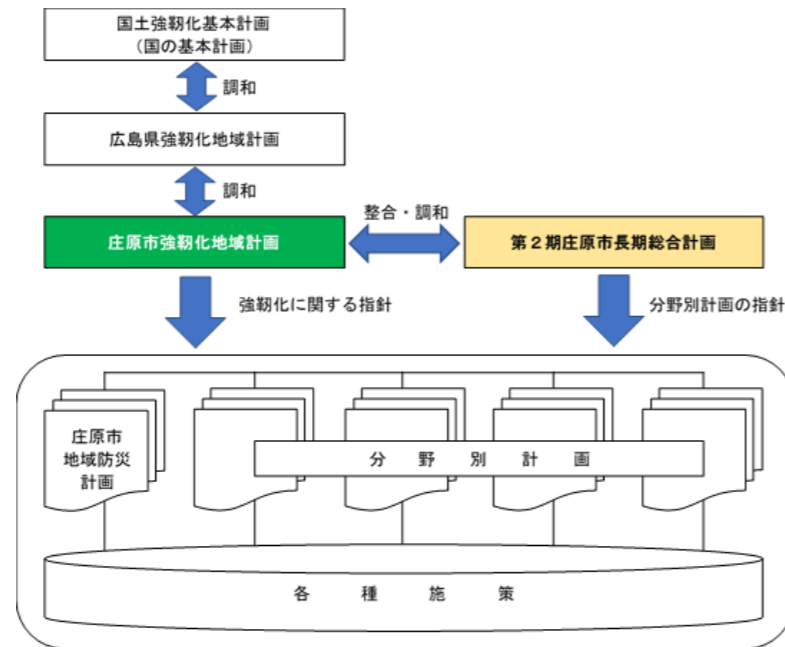 国土強靭化基本計画
（国の基本計画）
調和
広島県強靭化地域計画
調和
整合・調和
庄原市強靭化地域計画
第２期庄原市長期総合計画
強靭化に関する指針
分野別計画の指針
庄原市
地域防災
計画
分野別計画
各種施策